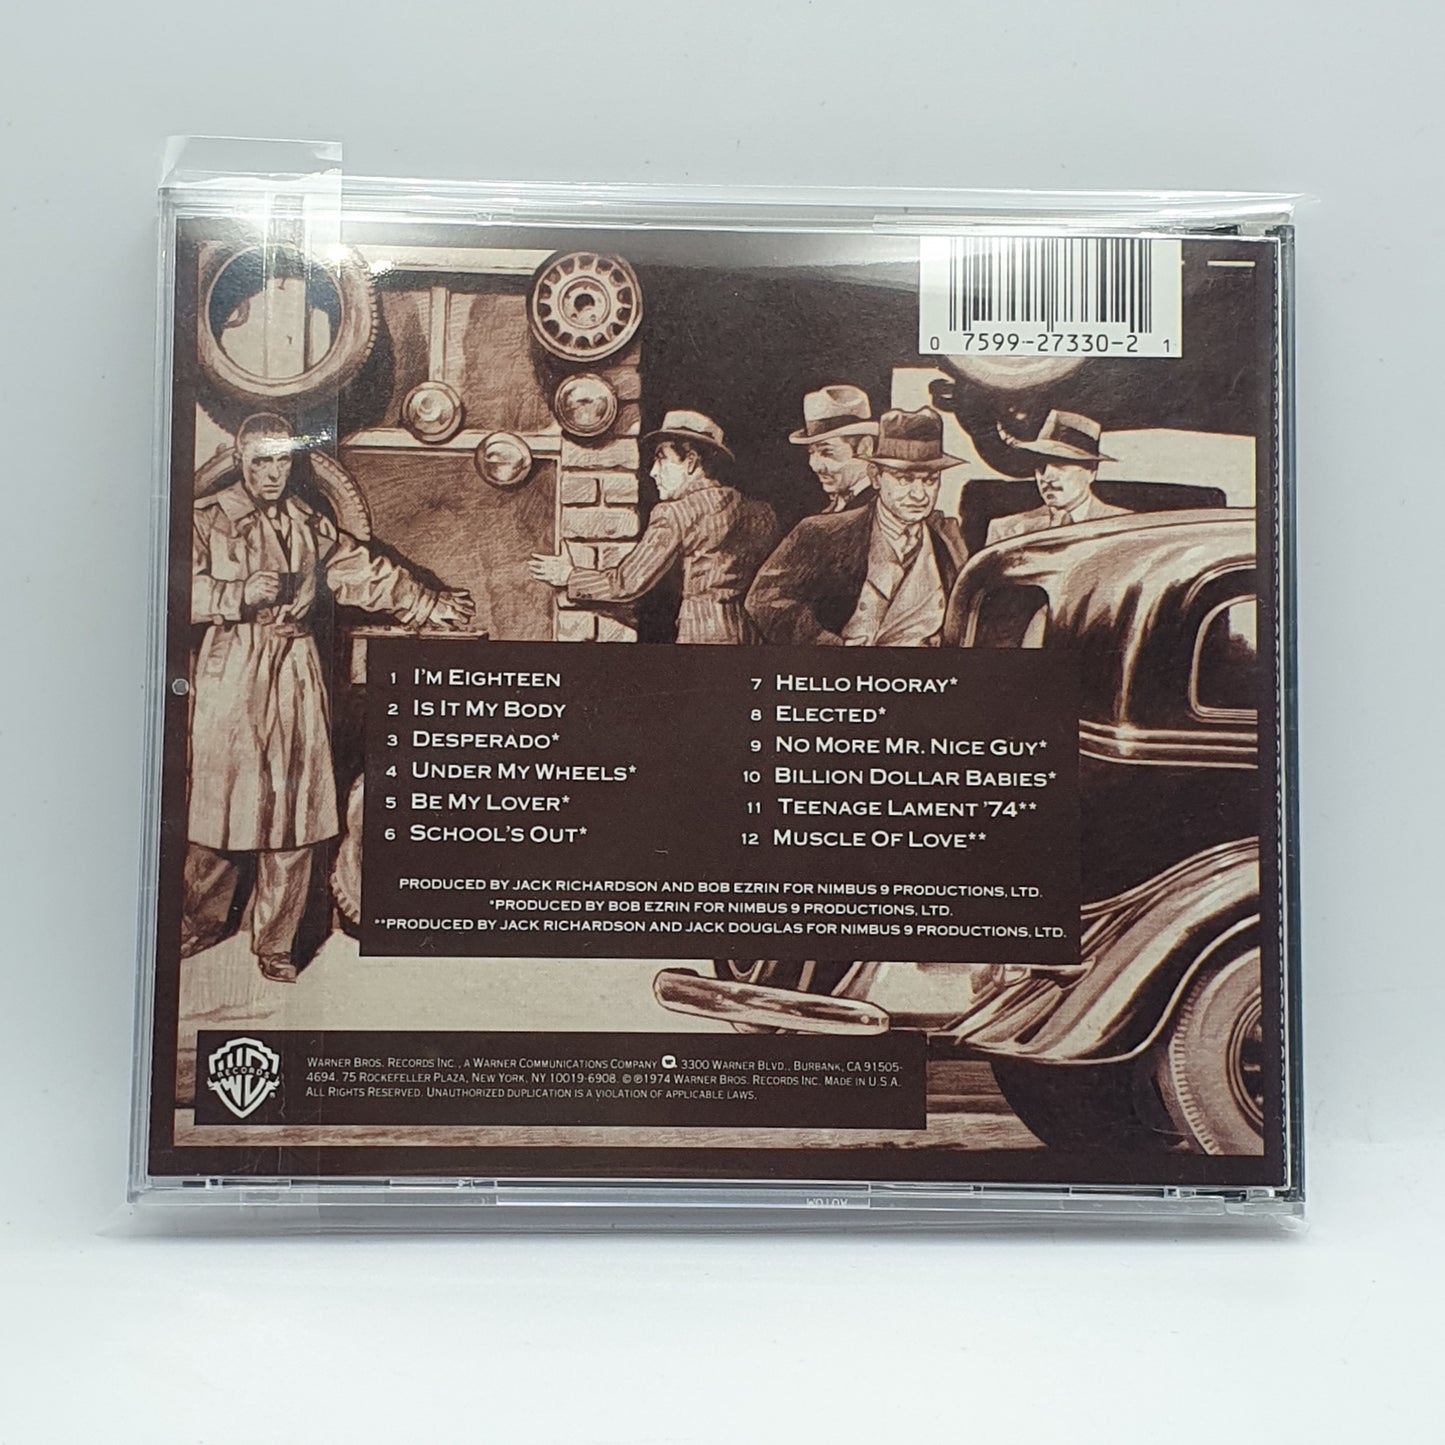 0 7599-27330-2 1
1 I'M EIGHTEEN
2 IS IT MY BODY
3 DESPERADO*
4 UNDER MY WHEELS*
5 BE MY LOVER*
6 SCHOOL'S OUT*
7 HELLO HOORAY*
8 ELECTED*
9 NO MORE MR. NICE GUY*
10 BILLION DOLLAR BABIES*
11 TEENAGE LAMENT '74**
12 MUSCLE OF LOVE**
PRODUCED BY JACK RICHARDSON AND BOB EZRIN FOR NIMBUS 9 PRODUCTIONS, LTD.
*PRODUCED BY BOB EZRIN FOR NIMBUS 9 PRODUCTIONS, LTD.
**PRODUCED BY JACK RICHARDSON AND JACK DOUGLAS FOR NIMBUS 9 PRODUCTIONS, LTD.
WB RECORDS
WARNER BROS. RECORDS INC., A WARNER COMMUNICATIONS COMPANY 3300 WARNER BLVD., BURBANK, CA 91505-
4694. 75 ROCKEFELLER PLAZA, NEW YORK, NY 10019-6908. © ℗ 1974 WARNER BROS. RECORDS INC. MADE IN U.S.A.
ALL RIGHTS RESERVED. UNAUTHORIZED DUPLICATION IS A VIOLATION OF APPLICABLE LAWS.